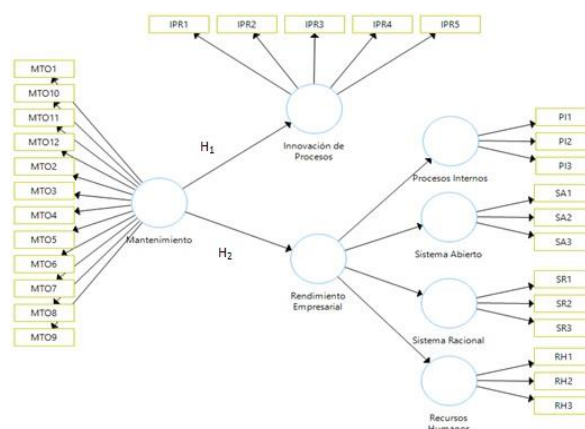 IPR1 IPR2 IPR3 IPR4 IPR5
MTO1
MTO10
MTO11
MTO12
MTO2
MTO3
MTO4
MTO5
MTO6
MTO7
MTO8
MTO9
Mantenimiento
H1
H2
Innovación de
Procesos
Rendimiento
Empresarial
Procesos Internos
PI1
PI2
PI3
Sistema Abierto
SA1
SA2
SA3
Sistema Racional
SR1
SR2
SR3
Recursos
Humanos
RH1
RH2
RH3